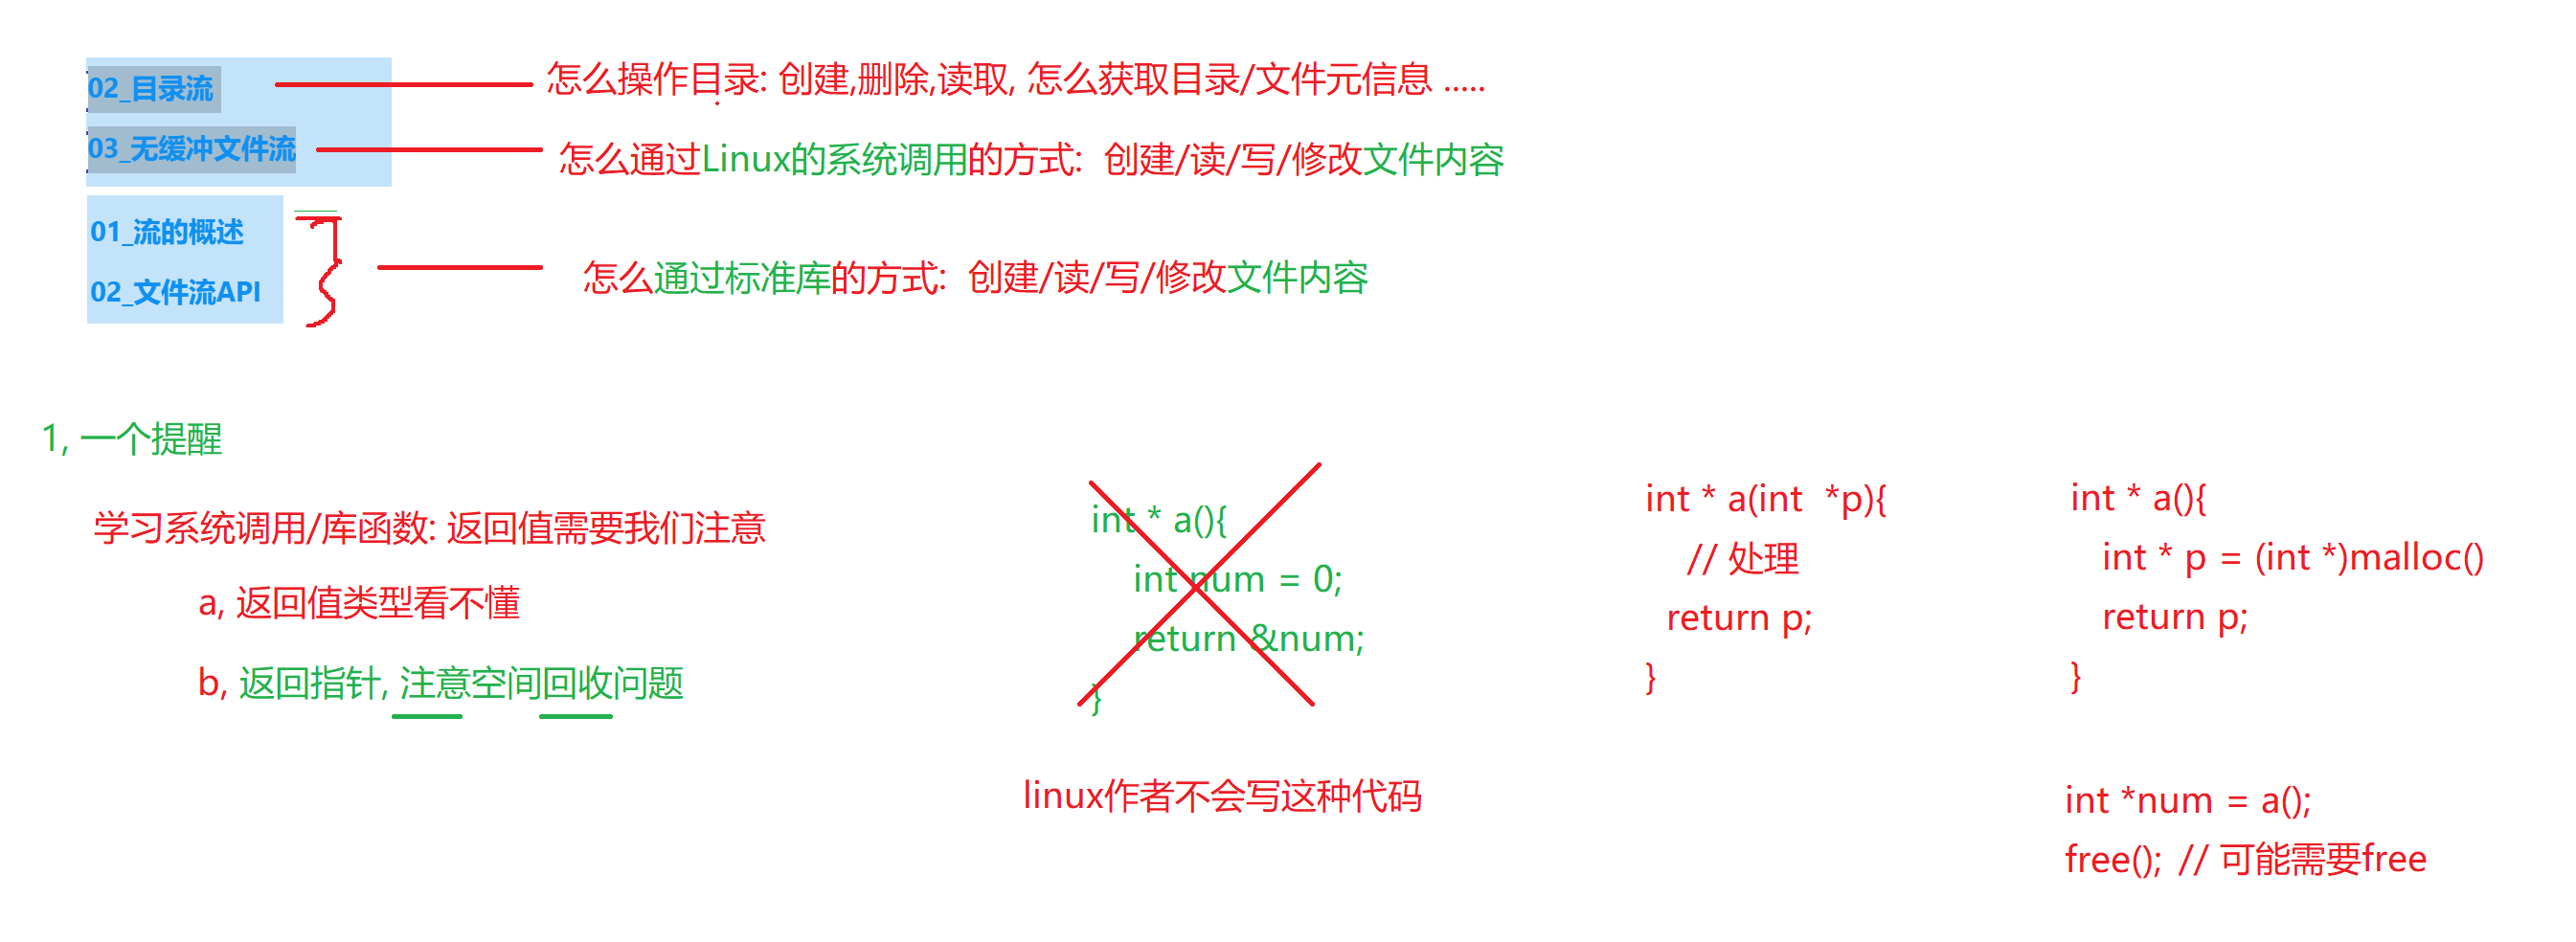 02_目录流
怎么操作目录: 创建,删除,读取, 怎么获取目录/文件元信息 .....
03_无缓冲文件流
怎么通过Linux的系统调用的方式: 创建/读/写/修改文件内容
01_流的概述
02_文件流API
怎么通过标准库的方式: 创建/读/写/修改文件内容
1, 一个提醒
学习系统调用/库函数: 返回值需要我们注意
a, 返回值类型看不懂
b, 返回指针, 注意空间回收问题
int * a(){
int num = 0;
return &num;
}
linux作者不会写这种代码
int * a(int *p){
// 处理
return p;
}
int * a(){
int * p = (int *)malloc()
return p;
}
int *num = a();
free(); // 可能需要free